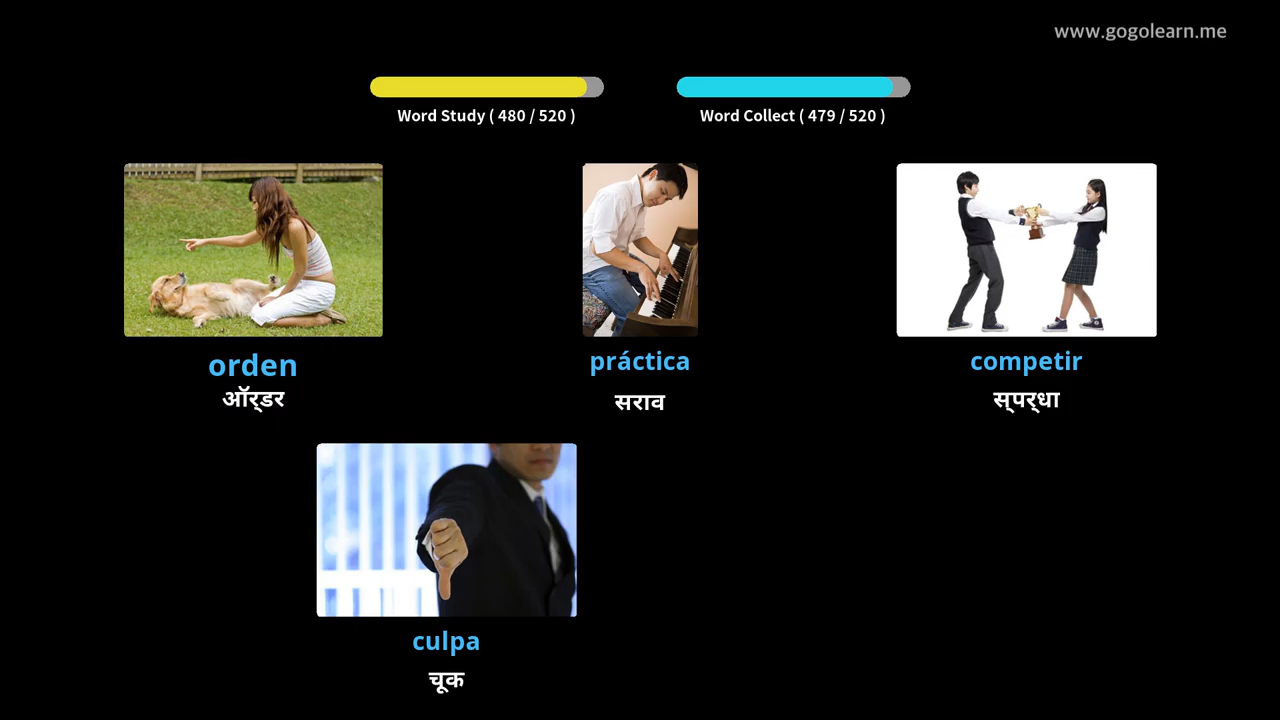 www.gogolearn.me
Word Study ( 480 / 520 )
Word Collect ( 479 / 520 )
orden
ऑर्डर
práctica
सराव
competir
स्पर्धा
culpa
चूक